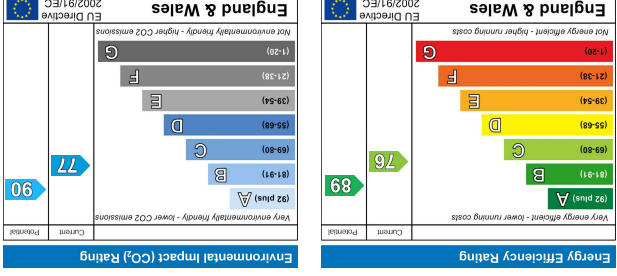 Energy Efficiency Rating
Current Potential
Very energy efficient - lower running costs
(92 plus) A
(81-91) B
(69-80) C
(55-68) D
(39-54) E
(21-38) F
(1-20) G
76
89
Not energy efficient - higher running costs
England & Wales
EU Directive
2002/91/EC
Environmental Impact (CO₂) Rating
Current Potential
Very environmentally friendly - lower CO2 emissions
(92 plus) A
(81-91) B
(69-80) C
(55-68) D
(39-54) E
(21-38) F
(1-20) G
77
90
Not environmentally friendly - higher CO2 emissions
England & Wales
EU Directive
2002/91/EC